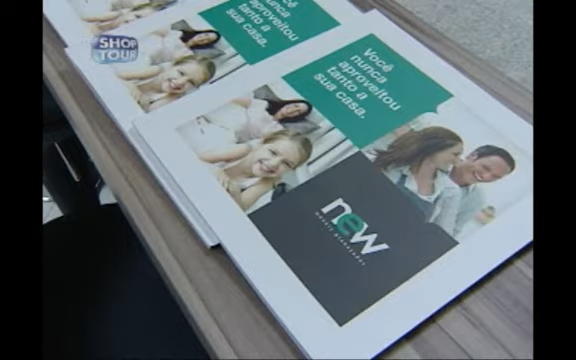 SHOP
TOUR
você nunca
aproveitou
tanto a
sua casa.
Você
nunca
aproveitou
tanto a
sua casa.
new